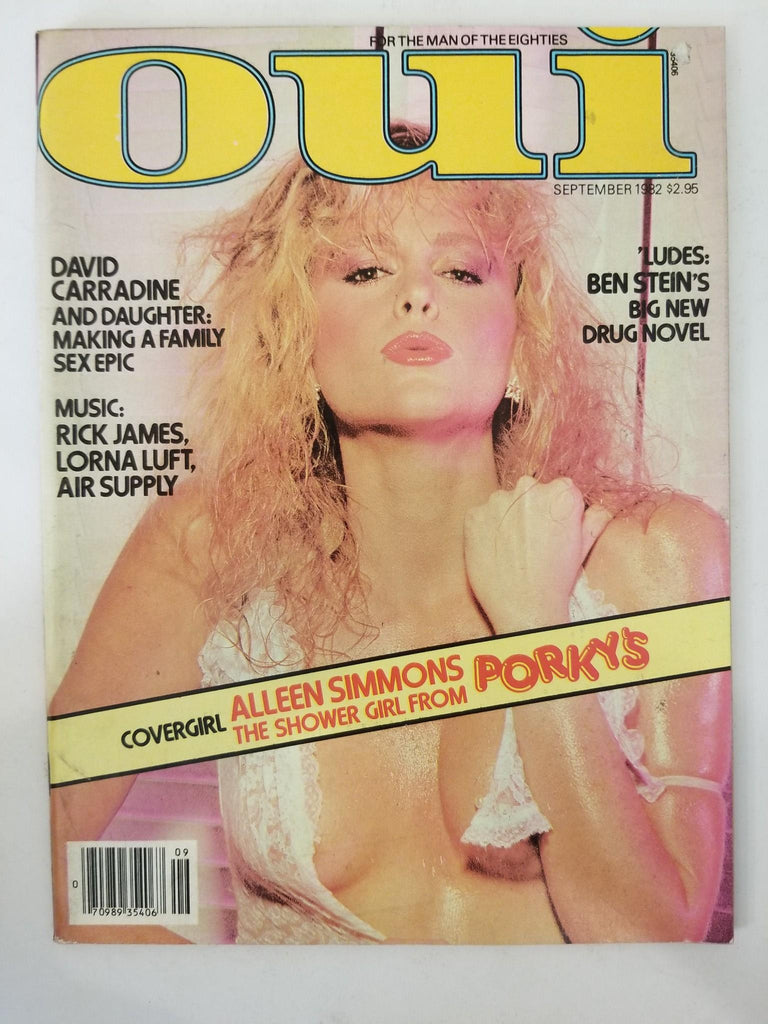 FOR THE MAN OF THE EIGHTIES
oui
35406
SEPTEMBER 1982 $2.95
DAVID
CARRADINE
AND DAUGHTER:
MAKING A FAMILY
SEX EPIC
MUSIC:
RICK JAMES,
LORNA LUFT,
AIR SUPPLY
'LUDES:
BEN STEIN'S
BIG NEW
DRUG NOVEL
COVERGIRL ALLEEN SIMMONS
THE SHOWER GIRL FROM PORKY'S
09
0 70989 35406